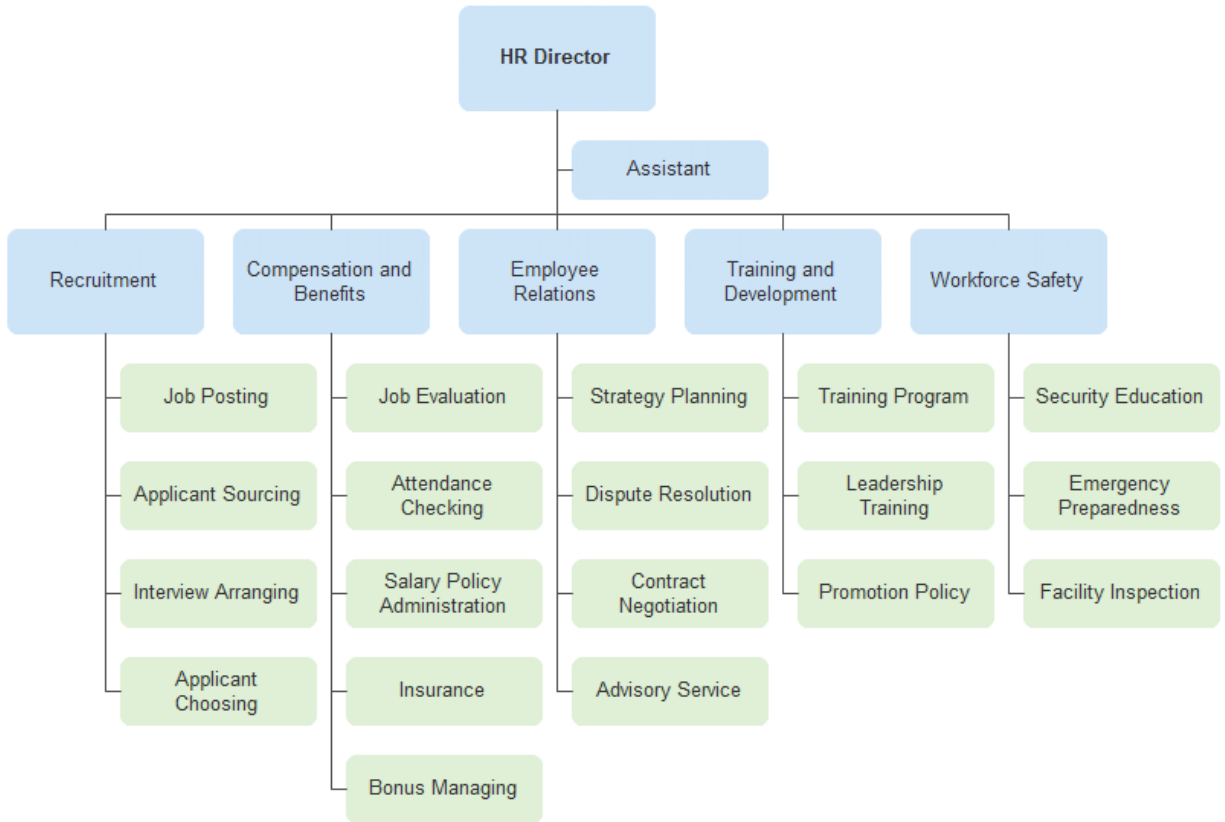 HR Director
Assistant
Recruitment
Compensation and
Benefits
Employee
Relations
Training and
Development
Workforce Safety
Job Posting
Applicant Sourcing
Interview Arranging
Applicant
Choosing
Job Evaluation
Attendance
Checking
Salary Policy
Administration
Insurance
Bonus Managing
Strategy Planning
Dispute Resolution
Contract
Negotiation
Advisory Service
Training Program
Leadership
Training
Promotion Policy
Security Education
Emergency
Preparedness
Facility Inspection